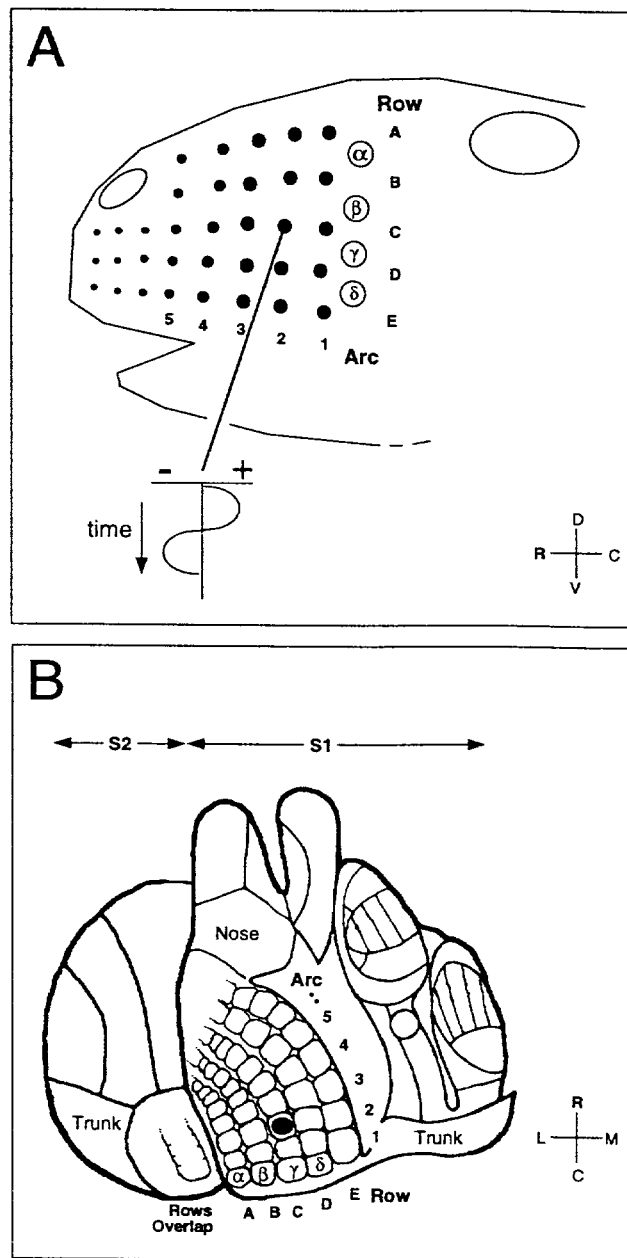 A
Row
A
α
B
β
C
γ
D
δ
E
5 4 3 2 1
Arc
- +
time
D
R C
V
B
S2 S1
Nose
Arc
5
4
3
2
1
Trunk
Trunk
α β γ δ
A B C D E Row
Rows
Overlap
R
L M
C